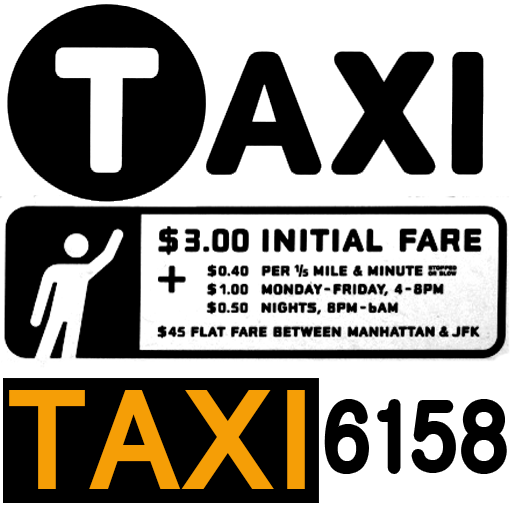 TAXI
$3.00 INITIAL FARE
+ $0.40 PER 1/5 MILE & MINUTE STOPPED OR SLOW
$1.00 MONDAY-FRIDAY, 4-8PM
$0.50 NIGHTS, 8PM-6AM
$45 FLAT FARE BETWEEN MANHATTAN & JFK
TAXI 6158